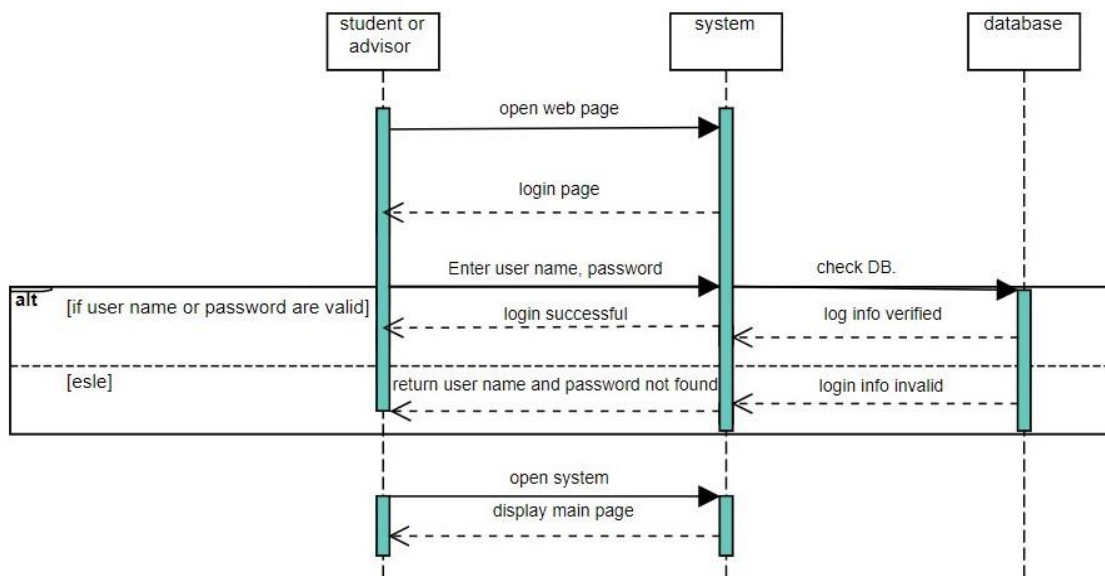 student or
advisor
system
database
open web page
login page
Enter user name, password
check DB.
alt
[if user name or password are valid]
login successful
log info verified
[esle]
return user name and password not found
login info invalid
open system
display main page